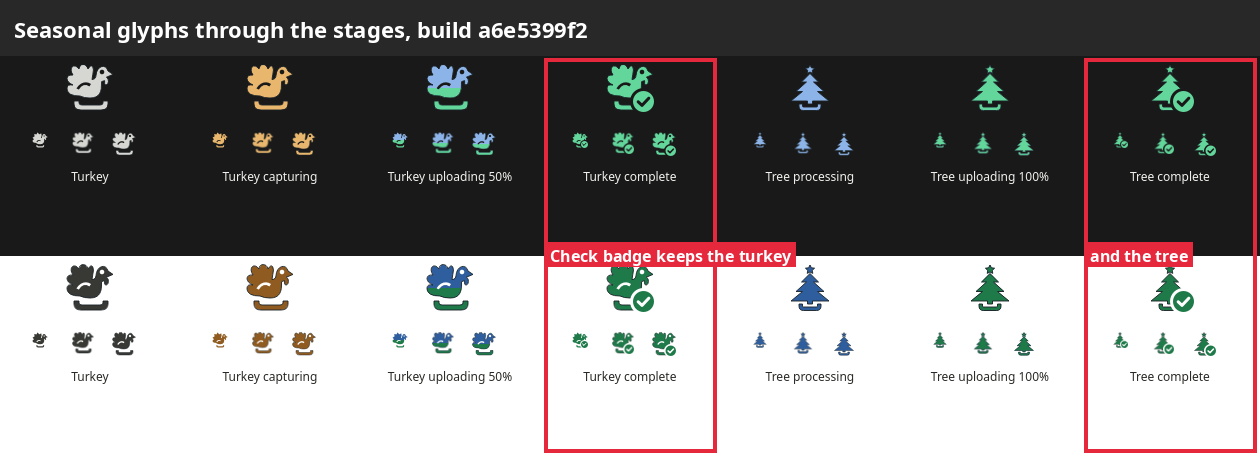 Seasonal glyphs through the stages, build a6e5399f2
Turkey
Turkey capturing
Turkey uploading 50%
Turkey complete
Tree processing
Tree uploading 100%
Tree complete
Check badge keeps the turkey
and the tree
Turkey
Turkey capturing
Turkey uploading 50%
Turkey complete
Tree processing
Tree uploading 100%
Tree complete